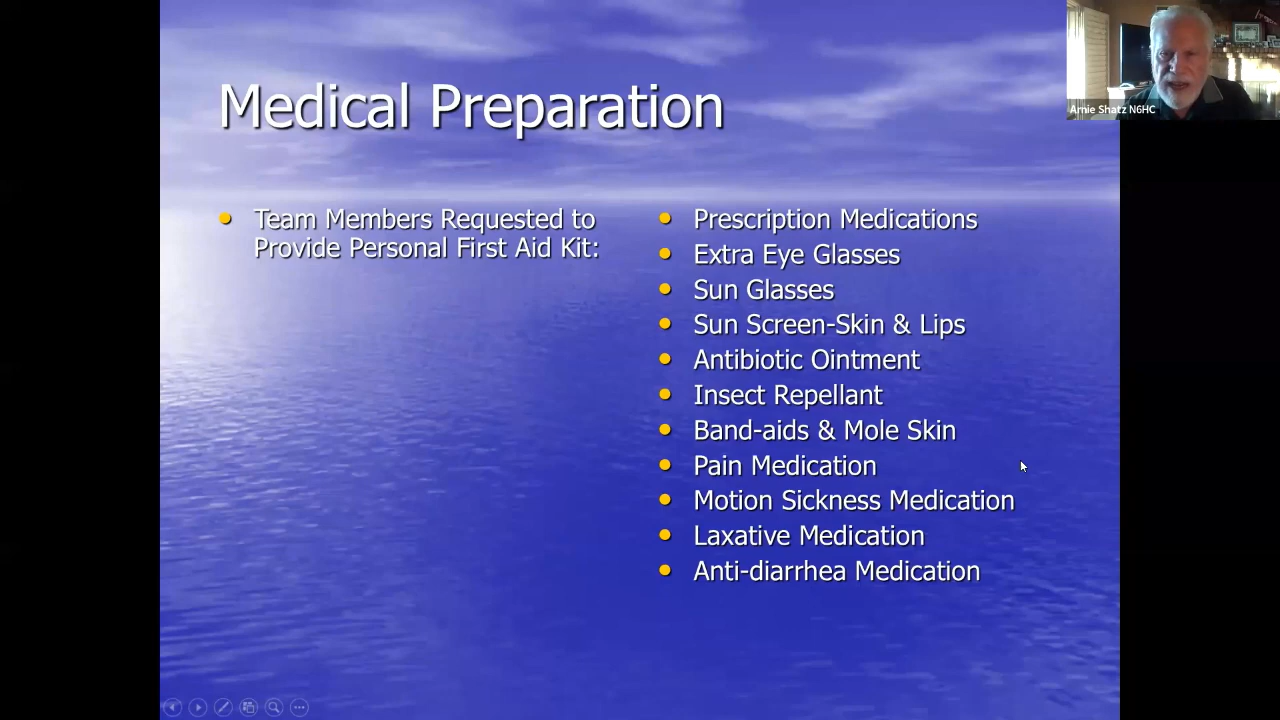 Medical Preparation
Arnie Shatz N6HC
Team Members Requested to
Provide Personal First Aid Kit:
Prescription Medications
Extra Eye Glasses
Sun Glasses
Sun Screen-Skin & Lips
Antibiotic Ointment
Insect Repellant
Band-aids & Mole Skin
Pain Medication
Motion Sickness Medication
Laxative Medication
Anti-diarrhea Medication